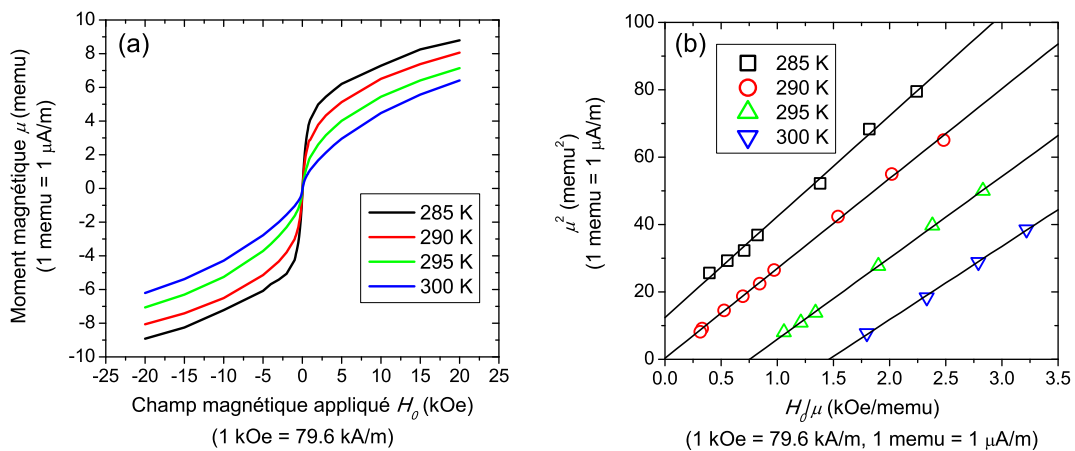 (a)
Moment magnétique μ (memu)
(1 memu = 1 μA/m)
10
8
6
4
2
0
-2
-4
-6
-8
-10
285 K
290 K
295 K
300 K
-25 -20 -15 -10 -5 0 5 10 15 20 25
Champ magnétique appliqué H₀ (kOe)
(1 kOe = 79.6 kA/m)
(b)
μ² (memu²)
(1 memu = 1 μA/m)
100
80
60
40
20
0
285 K
290 K
295 K
300 K
0.0 0.5 1.0 1.5 2.0 2.5 3.0 3.5
H₀/μ (kOe/memu)
(1 kOe = 79.6 kA/m, 1 memu = 1 μA/m)